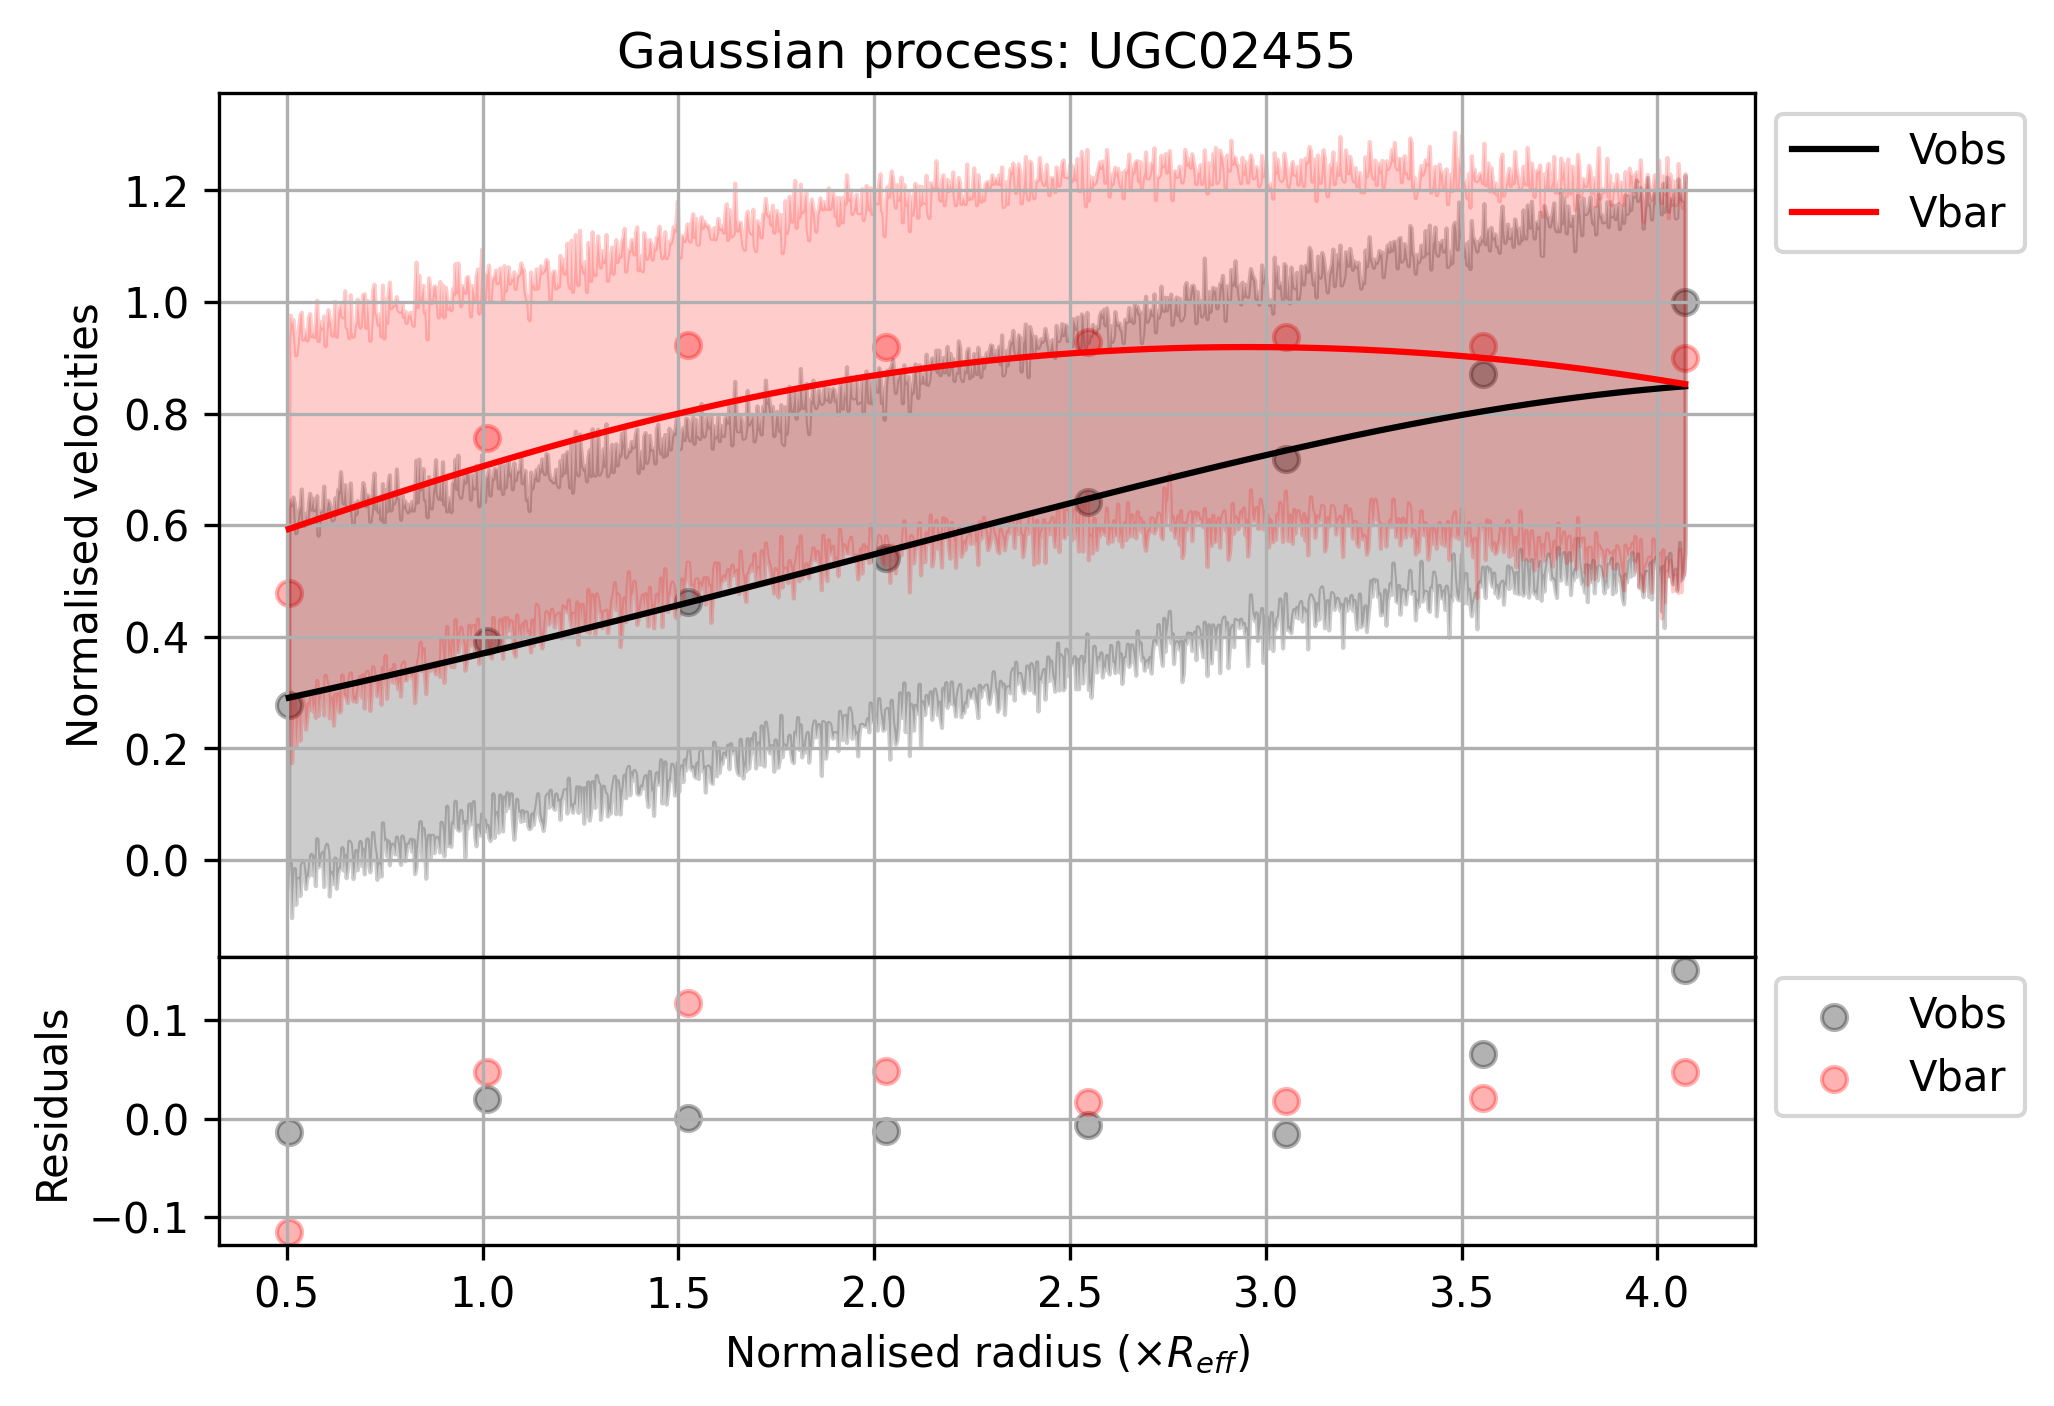 Gaussian process: UGC02455
Normalised velocities
1.2
1.0
0.8
0.6
0.4
0.2
0.0
Vobs
Vbar
Residuals
0.1
0.0
−0.1
Vobs
Vbar
0.5 1.0 1.5 2.0 2.5 3.0 3.5 4.0
Normalised radius (×R_eff)